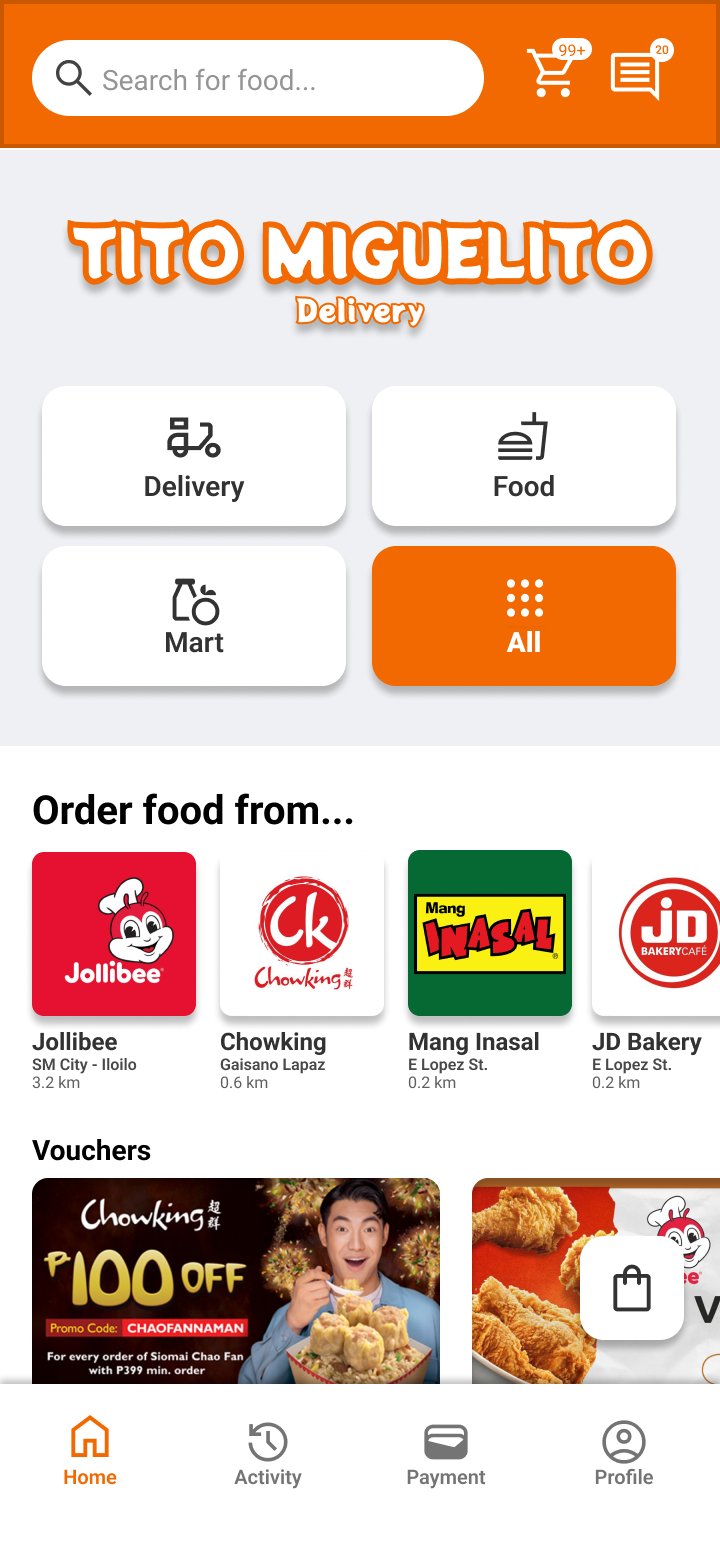 Search for food...
99+
20
TITO MIGUELITO
Delivery
Delivery
Food
Mart
All
Order food from...
Jollibee
Ck
Chowking 超群
Mang
INASAL
JD
BAKERYCAFÉ
Jollibee
SM City - Iloilo
3.2 km
Chowking
Gaisano Lapaz
0.6 km
Mang Inasal
E Lopez St.
0.2 km
JD Bakery
E Lopez St.
0.2 km
Vouchers
Chowking 超群
₱100 OFF
Promo Code: CHAOFANNAMAN
For every order of Siomai Chao Fan
with P399 min. order
ee
V
Home
Activity
Payment
Profile